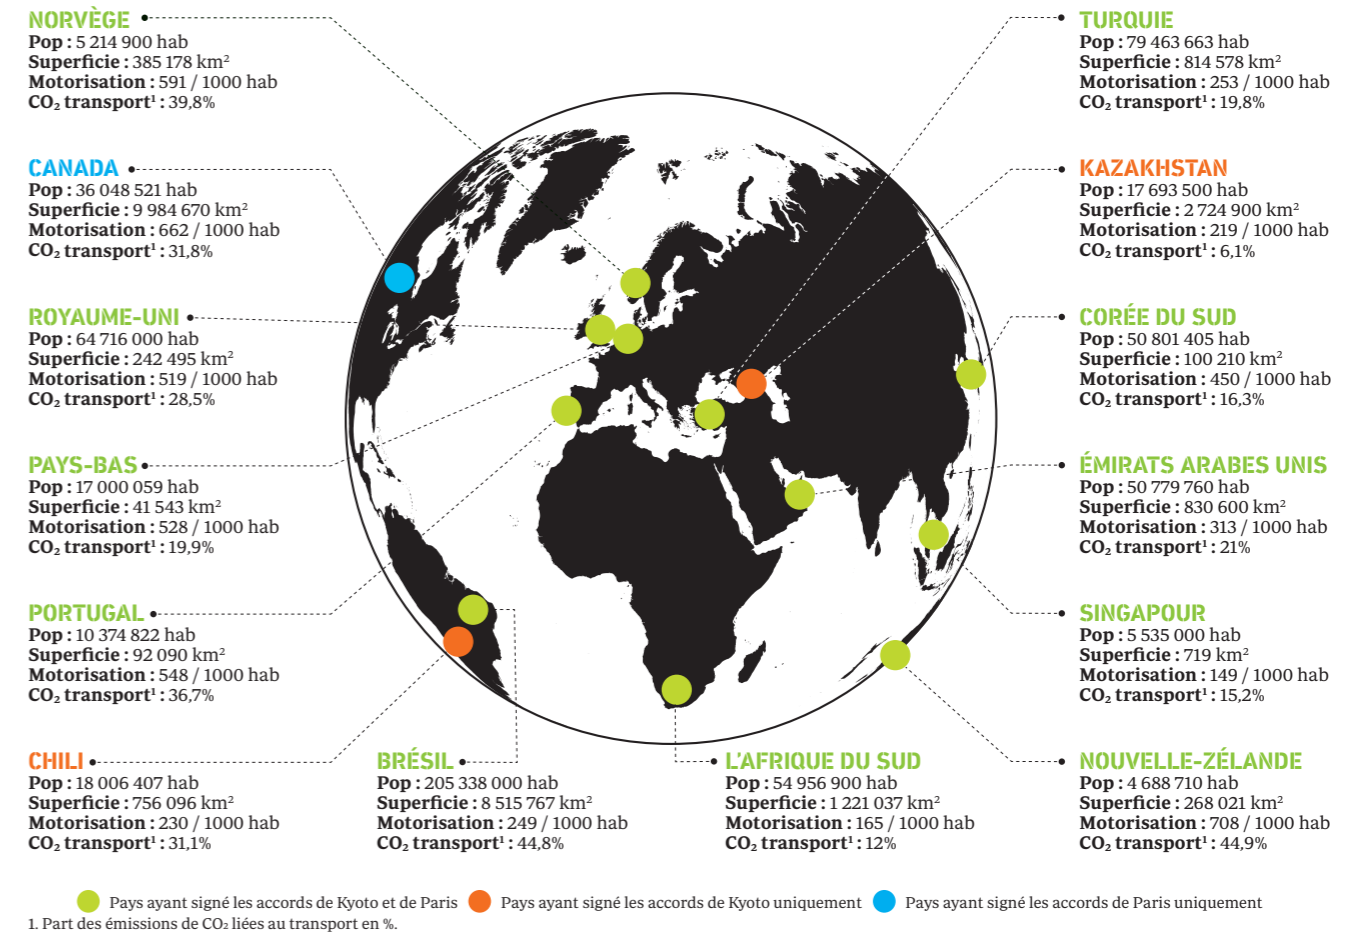 NORVÈGE
Pop : 5 214 900 hab
Superficie : 385 178 km²
Motorisation : 591 / 1000 hab
CO₂ transport¹ : 39,8%
CANADA
Pop : 36 048 521 hab
Superficie : 9 984 670 km²
Motorisation : 662 / 1000 hab
CO₂ transport¹ : 31,8%
ROYAUME-UNI
Pop : 64 716 000 hab
Superficie : 242 495 km²
Motorisation : 519 / 1000 hab
CO₂ transport¹ : 28,5%
PAYS-BAS
Pop : 17 000 059 hab
Superficie : 41 543 km²
Motorisation : 528 / 1000 hab
CO₂ transport¹ : 19,9%
PORTUGAL
Pop : 10 374 822 hab
Superficie : 92 090 km²
Motorisation : 548 / 1000 hab
CO₂ transport¹ : 36,7%
CHILI
Pop : 18 006 407 hab
Superficie : 756 096 km²
Motorisation : 230 / 1000 hab
CO₂ transport¹ : 31,1%
BRÉSIL
Pop : 205 338 000 hab
Superficie : 8 515 767 km²
Motorisation : 249 / 1000 hab
CO₂ transport¹ : 44,8%
L'AFRIQUE DU SUD
Pop : 54 956 900 hab
Superficie : 1 221 037 km²
Motorisation : 165 / 1000 hab
CO₂ transport¹ : 12%
TURQUIE
Pop : 79 463 663 hab
Superficie : 814 578 km²
Motorisation : 253 / 1000 hab
CO₂ transport¹ : 19,8%
KAZAKHSTAN
Pop : 17 693 500 hab
Superficie : 2 724 900 km²
Motorisation : 219 / 1000 hab
CO₂ transport¹ : 6,1%
CORÉE DU SUD
Pop : 50 801 405 hab
Superficie : 100 210 km²
Motorisation : 450 / 1000 hab
CO₂ transport¹ : 16,3%
ÉMIRATS ARABES UNIS
Pop : 50 779 760 hab
Superficie : 830 600 km²
Motorisation : 313 / 1000 hab
CO₂ transport¹ : 21%
SINGAPOUR
Pop : 5 535 000 hab
Superficie : 719 km²
Motorisation : 149 / 1000 hab
CO₂ transport¹ : 15,2%
NOUVELLE-ZÉLANDE
Pop : 4 688 710 hab
Superficie : 268 021 km²
Motorisation : 708 / 1000 hab
CO₂ transport¹ : 44,9%
Pays ayant signé les accords de Kyoto et de Paris
Pays ayant signé les accords de Kyoto uniquement
Pays ayant signé les accords de Paris uniquement
1. Part des émissions de CO₂ liées au transport en %.